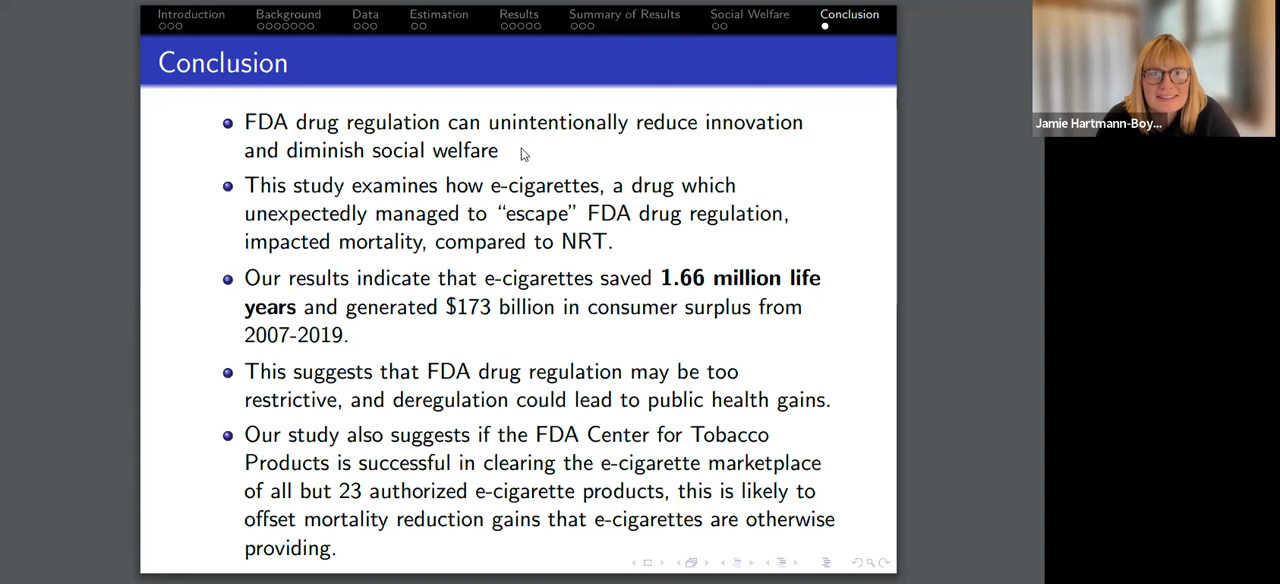 Introduction Background Data Estimation Results Summary of Results Social Welfare Conclusion
Conclusion
FDA drug regulation can unintentionally reduce innovation
and diminish social welfare
This study examines how e-cigarettes, a drug which
unexpectedly managed to “escape” FDA drug regulation,
impacted mortality, compared to NRT.
Our results indicate that e-cigarettes saved 1.66 million life
years and generated $173 billion in consumer surplus from
2007-2019.
This suggests that FDA drug regulation may be too
restrictive, and deregulation could lead to public health gains.
Our study also suggests if the FDA Center for Tobacco
Products is successful in clearing the e-cigarette marketplace
of all but 23 authorized e-cigarette products, this is likely to
offset mortality reduction gains that e-cigarettes are otherwise
providing.
Jamie Hartmann-Boy...